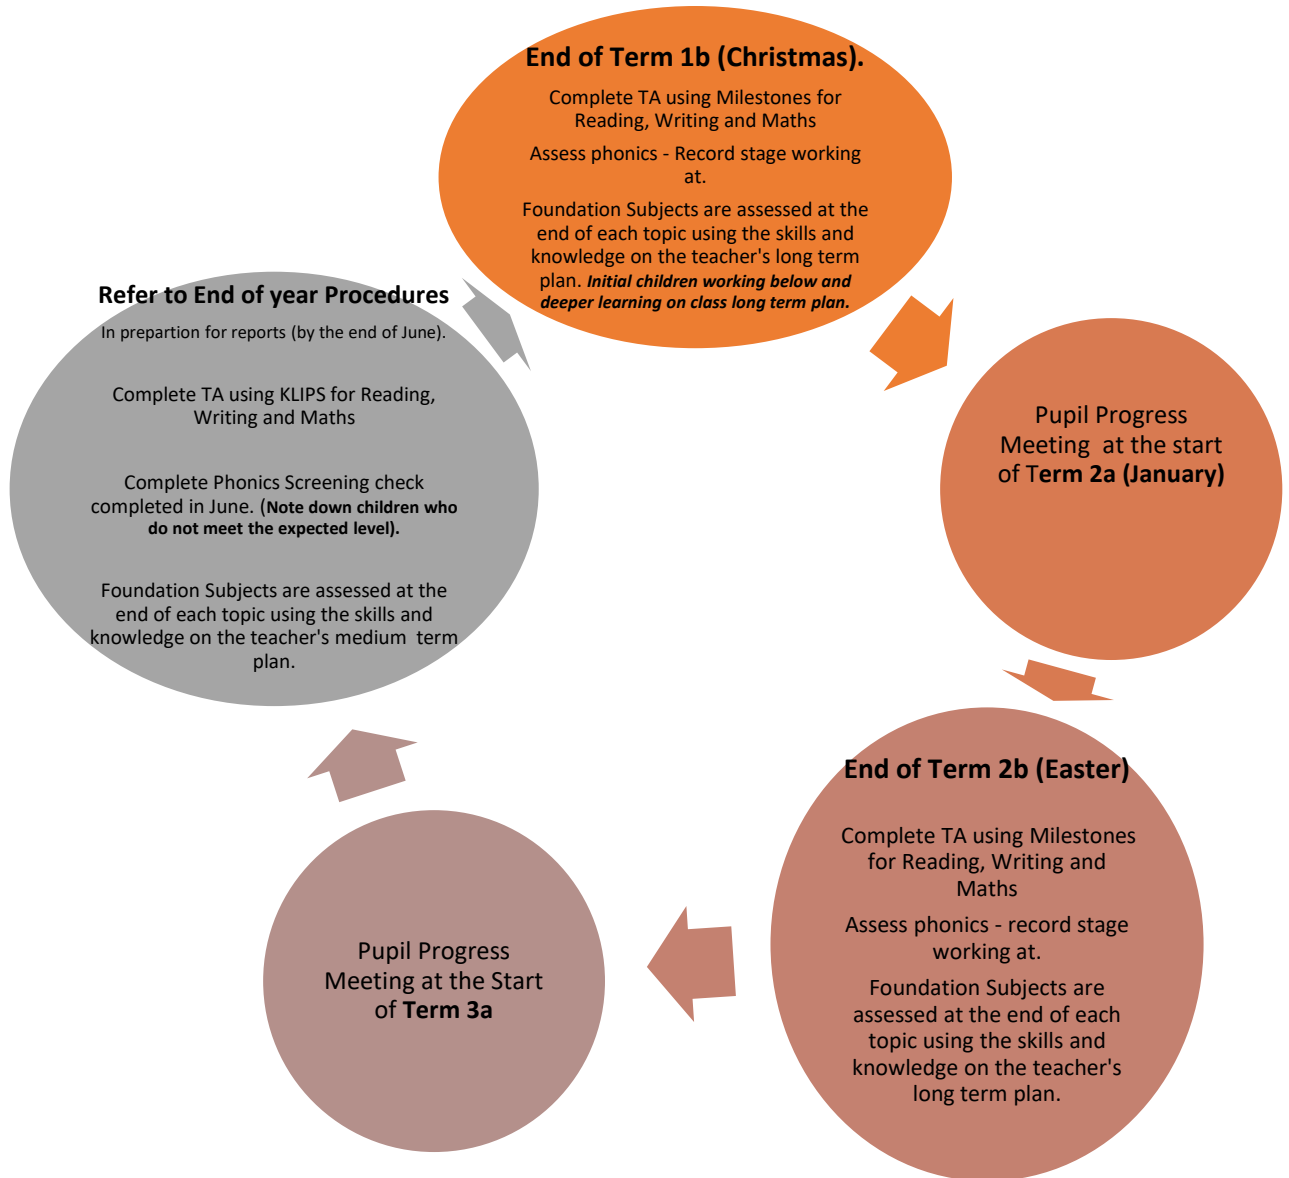 End of Term 1b (Christmas).
Complete TA using Milestones for
Reading, Writing and Maths
Assess phonics - Record stage working
at.
Foundation Subjects are assessed at the
end of each topic using the skills and
knowledge on the teacher's long term
plan. Initial children working below and
deeper learning on class long term plan.
Pupil Progress
Meeting at the start
of Term 2a (January)
End of Term 2b (Easter)
Complete TA using Milestones
for Reading, Writing and
Maths
Assess phonics - record stage
working at.
Foundation Subjects are
assessed at the end of each
topic using the skills and
knowledge on the teacher's
long term plan.
Pupil Progress
Meeting at the Start
of Term 3a
Refer to End of year Procedures
In prepartion for reports (by the end of June).
Complete TA using KLIPS for Reading,
Writing and Maths
Complete Phonics Screening check
completed in June. (Note down children who
do not meet the expected level).
Foundation Subjects are assessed at the
end of each topic using the skills and
knowledge on the teacher's medium term
plan.